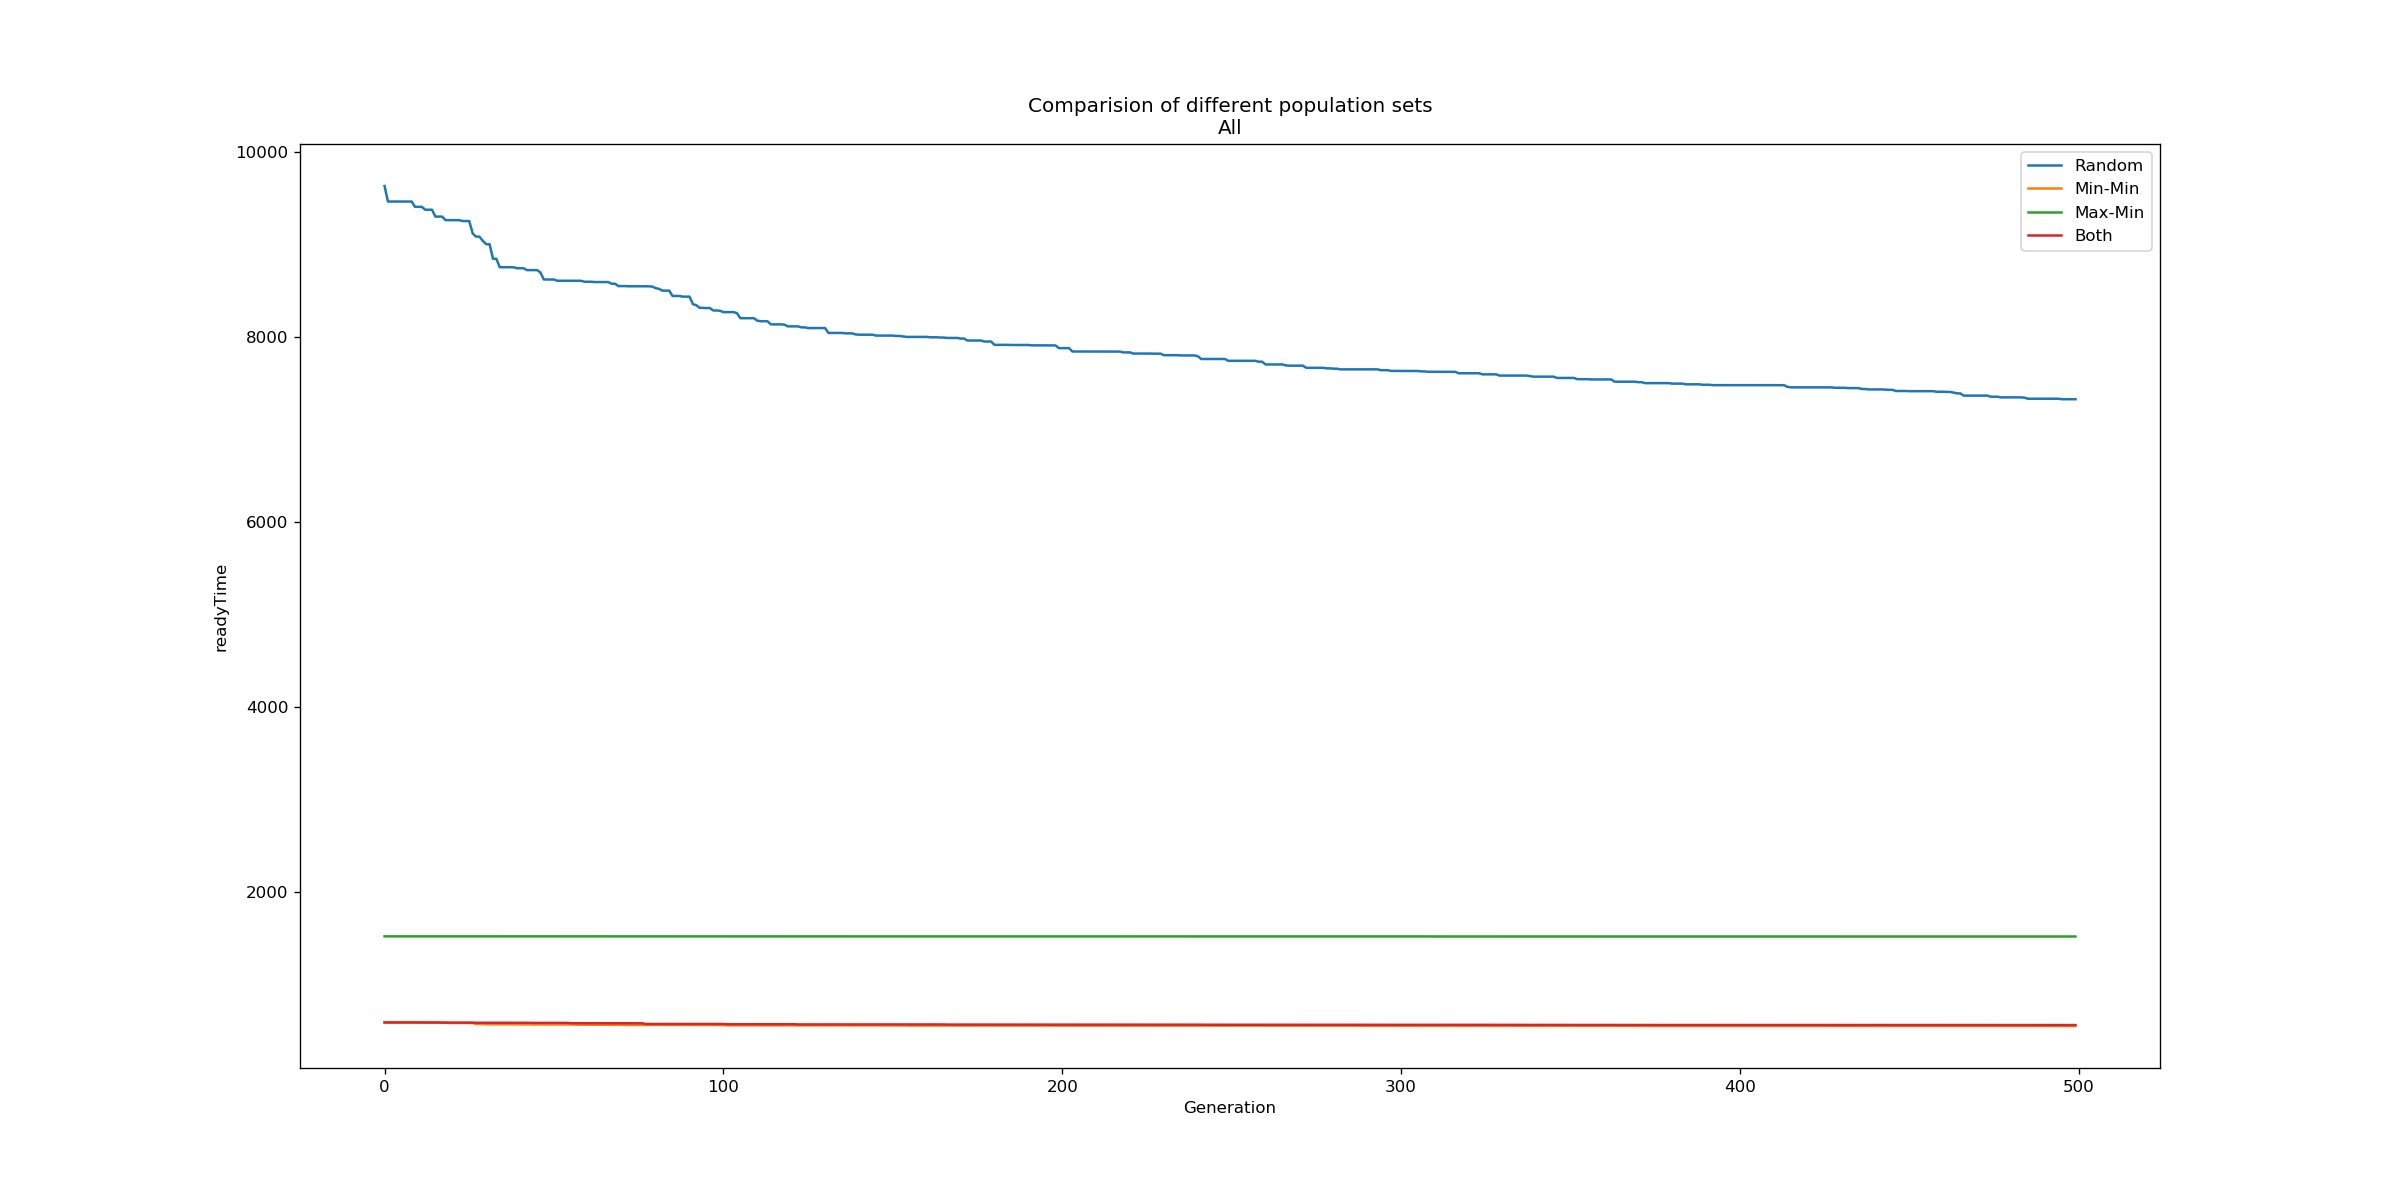 Comparision of different population sets
All
10000
8000
6000
4000
2000
readyTime
Random
Min-Min
Max-Min
Both
0 100 200 300 400 500
Generation